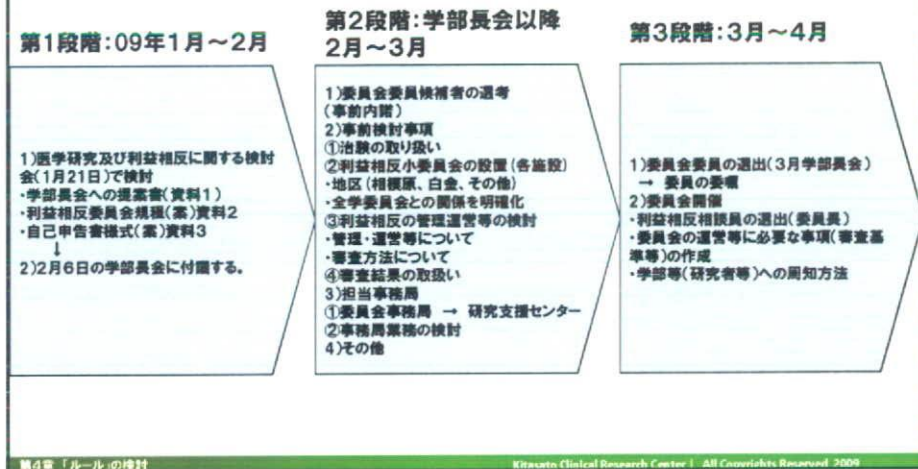 第1段階:09年1月～2月
1)医学研究及び利益相反に関する検討
会(1月21日)で検討
・学部長会への提案書(資料1)
・利益相反委員会規程(案)資料2
・自己申告書様式(案)資料3
↓
2)2月6日の学部長会に付議する。
第2段階:学部長会以降
2月～3月
1)委員会委員候補者の選考
(事前内諾)
2)事前検討事項
①治験の取り扱い
②利益相反小委員会の設置(各施設)
・地区(相模原、白金、その他)
・全学委員会との関係を明確化
③利益相反の管理運営等の検討
・管理・運営等について
・審査方法について
④審査結果の取扱い
3)担当事務局
①委員会事務局 → 研究支援センター
②事務局業務の検討
4)その他
第3段階:3月～4月
1)委員会委員の選出(3月学部長会)
→ 委員の委嘱
2)委員会開催
・利益相反相談員の選出(委員長)
・委員会の運営等に必要な事項(審査基
準等)の作成
・学部等(研究者等)への周知方法
第4章 「ルール」の検討
Kitasato Clinical Research Center | All Copyrights Reserved 2009